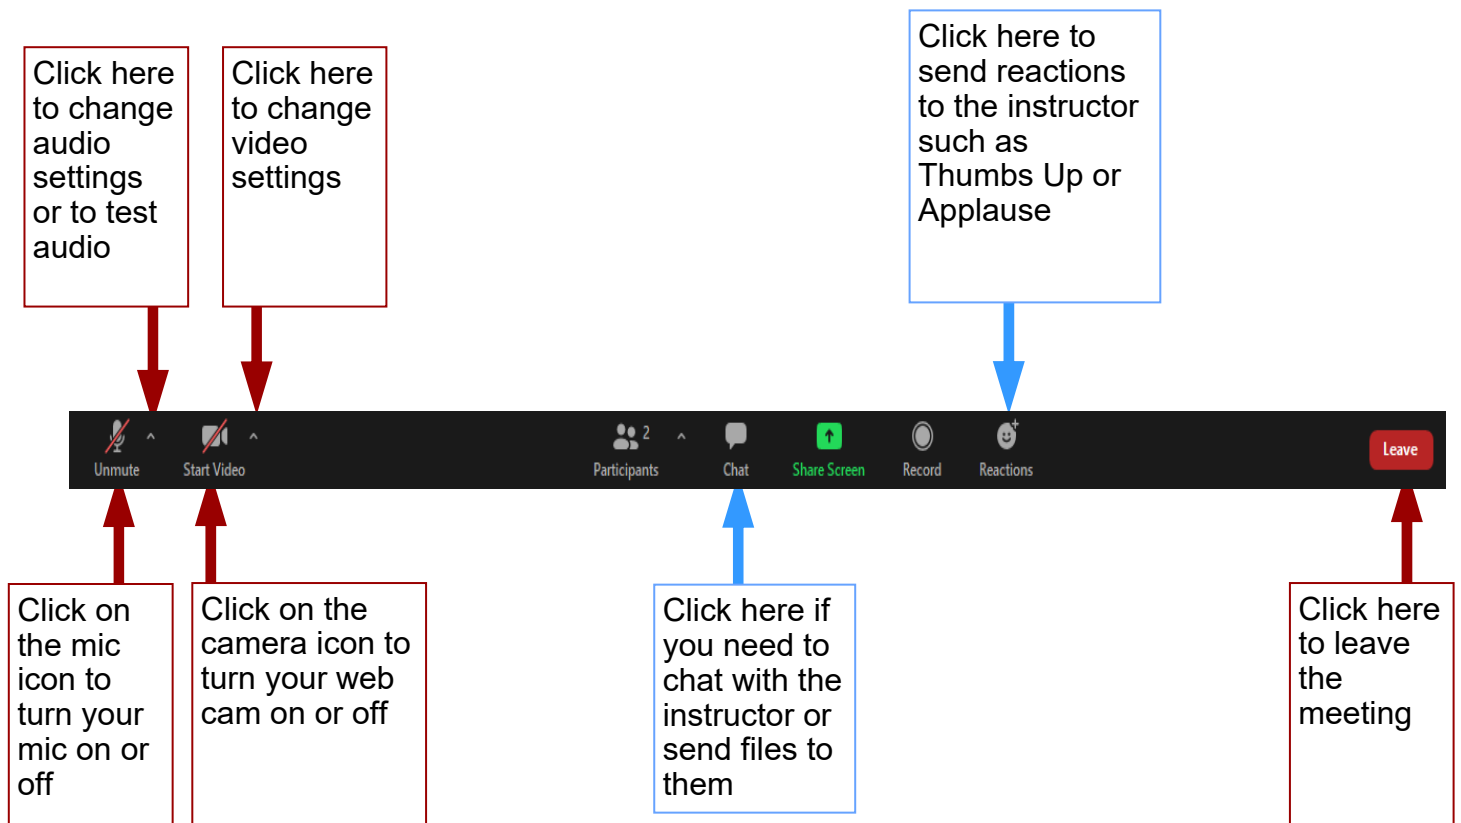 Click here
to change
audio
settings
or to test
audio
Click here
to change
video
settings
Click here to
send reactions
to the instructor
such as
Thumbs Up or
Applause
Unmute
Start Video
2
Participants
Chat
Share Screen
Record
Reactions
Leave
Click on
the mic
icon to
turn your
mic on or
off
Click on the
camera icon to
turn your web
cam on or off
Click here if
you need to
chat with the
instructor or
send files to
them
Click here
to leave
the
meeting